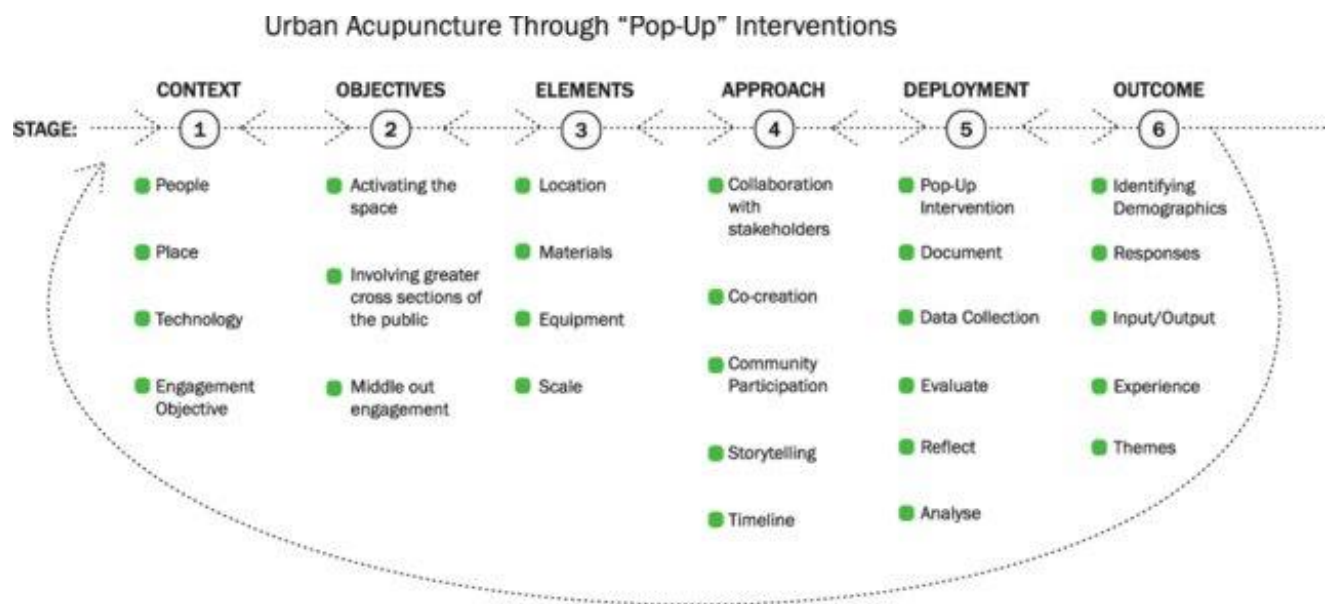 Urban Acupuncture Through “Pop-Up” Interventions
CONTEXT
OBJECTIVES
ELEMENTS
APPROACH
DEPLOYMENT
OUTCOME
STAGE:
1
2
3
4
5
6
People
Place
Technology
Engagement
Objective
Activating the
space
Involving greater
cross sections of
the public
Middle out
engagement
Location
Materials
Equipment
Scale
Collaboration
with
stakeholders
Co-creation
Community
Participation
Storytelling
Timeline
Pop-Up
Intervention
Document
Data Collection
Evaluate
Reflect
Analyse
Identifying
Demographics
Responses
Input/Output
Experience
Themes